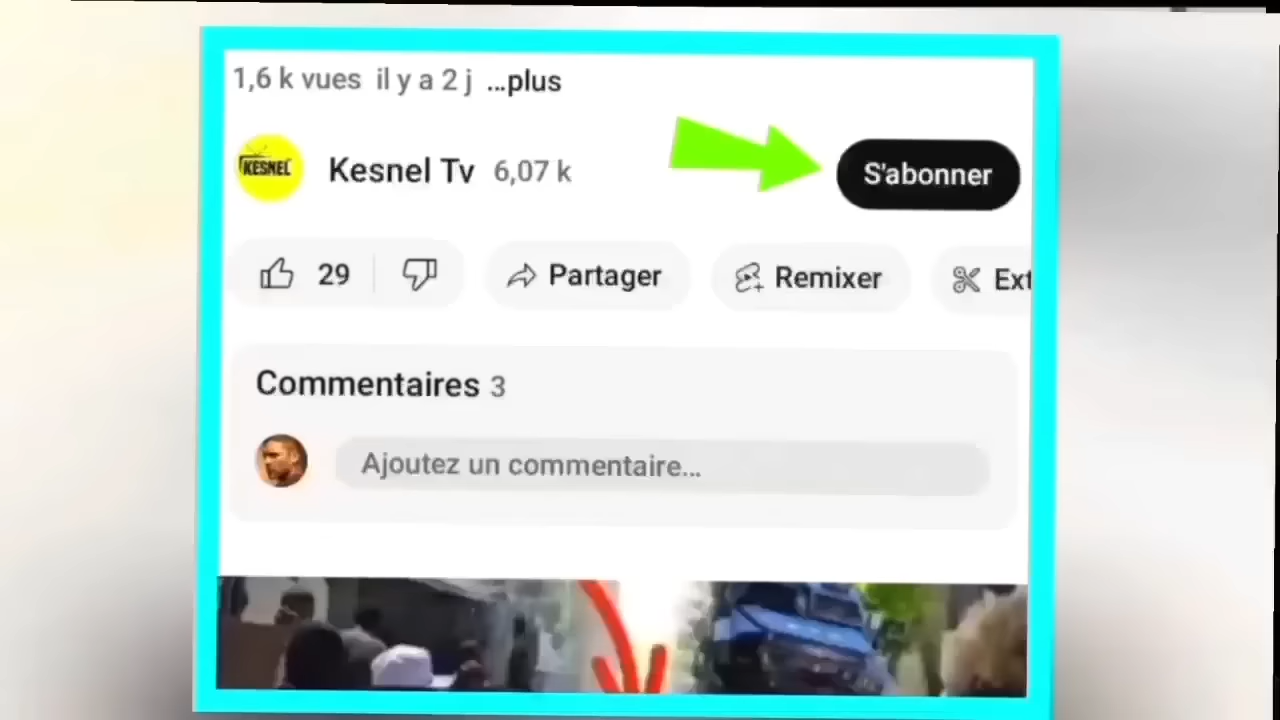 1,6 k vues il y a 2 j ...plus
KESNEL
Kesnel Tv 6,07 k
S'abonner
29
Partager
Remixer
Ext
Commentaires 3
Ajoutez un commentaire...